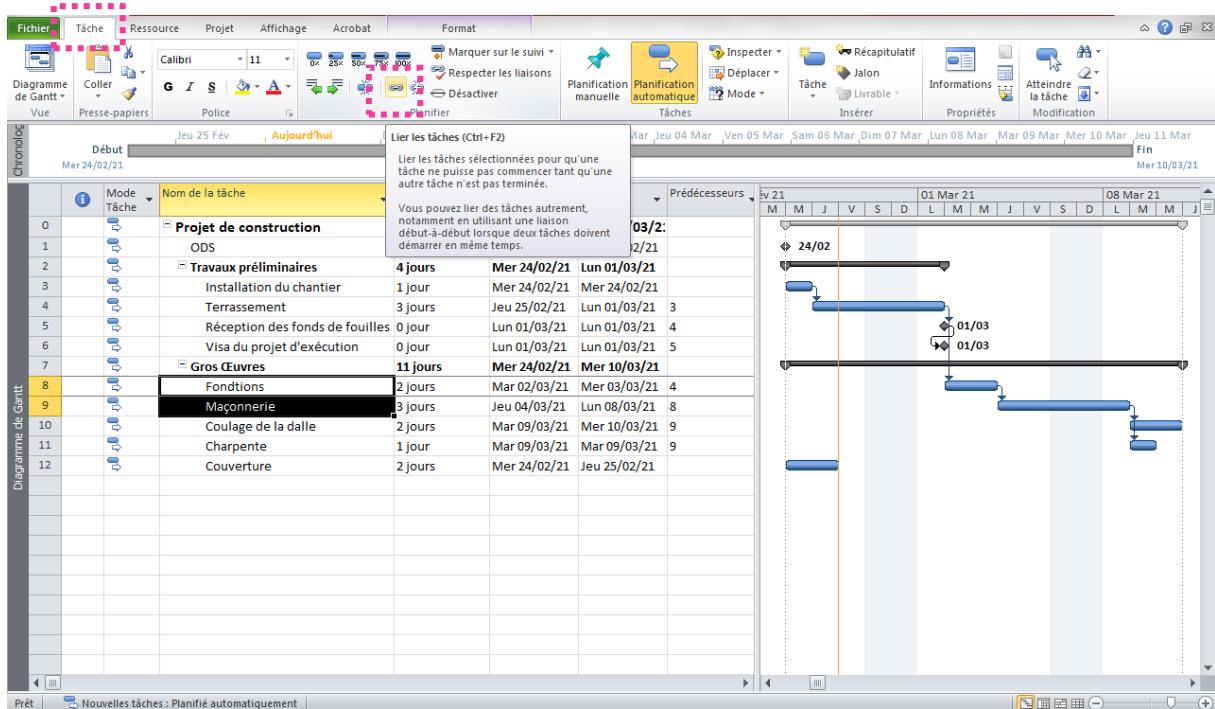 Fichier Tâche Ressource Projet Affichage Acrobat Format
Calibri 11
G I S
0% 25% 50% 75% 100%
Marquer sur le suivi
Respecter les liaisons
Désactiver
Diagramme de Gantt
Coller
Planification manuelle
Planification automatique
Inspecter
Déplacer
Mode
Tâche
Récapitulatif
Jalon
Livrable
Informations
Atteindre la tâche
Vue Presse-papiers Police Planifier Tâches Insérer Propriétés Modification
Chronolog
Jeu 25 Fév Aujourd'hui Mar Jeu 04 Mar Ven 05 Mar Sam 06 Mar Dim 07 Mar Lun 08 Mar Mar 09 Mar Mer 10 Mar Jeu 11 Mar
Début
Mer 24/02/21
Fin
Mer 10/03/21
Lier les tâches (Ctrl+F2)
Lier les tâches sélectionnées pour qu'une
tâche ne puisse pas commencer tant qu'une
autre tâche n'est pas terminée.
Vous pouvez lier des tâches autrement,
notamment en utilisant une liaison
début-à-début lorsque deux tâches doivent
démarrer en même temps.
Mode Tâche Nom de la tâche Prédécesseurs
év 21 01 Mar 21 08 Mar 21
M M J V S D L M M J V S D L M M J
0 Projet de construction /03/2:
1 ODS 02/21 24/02
2 Travaux préliminaires 4 jours Mer 24/02/21 Lun 01/03/21
3 Installation du chantier 1 jour Mer 24/02/21 Mer 24/02/21
4 Terrassement 3 jours Jeu 25/02/21 Lun 01/03/21 3
5 Réception des fonds de fouilles 0 jour Lun 01/03/21 Lun 01/03/21 4 01/03
6 Visa du projet d'exécution 0 jour Lun 01/03/21 Lun 01/03/21 5 01/03
7 Gros Œuvres 11 jours Mer 24/02/21 Mer 10/03/21
8 Fondtions 2 jours Mar 02/03/21 Mer 03/03/21 4
9 Maçonnerie 3 jours Jeu 04/03/21 Lun 08/03/21 8
10 Coulage de la dalle 2 jours Mar 09/03/21 Mer 10/03/21 9
11 Charpente 1 jour Mar 09/03/21 Mar 09/03/21 9
12 Couverture 2 jours Mer 24/02/21 Jeu 25/02/21
Diagramme de Gantt
Prêt Nouvelles tâches : Planifié automatiquement